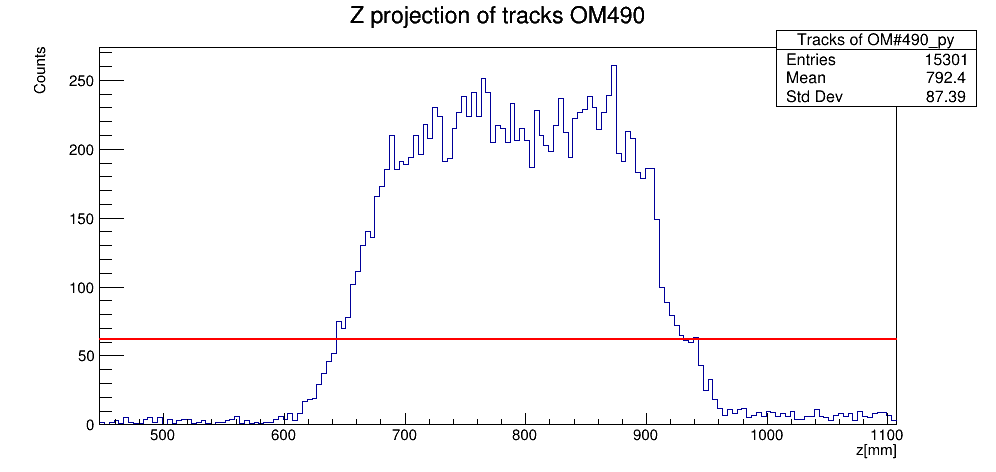 Z projection of tracks OM490
Counts
Tracks of OM#490_py
Entries 15301
Mean 792.4
Std Dev 87.39
250
200
150
100
50
0
500 600 700 800 900 1000 1100
z[mm]